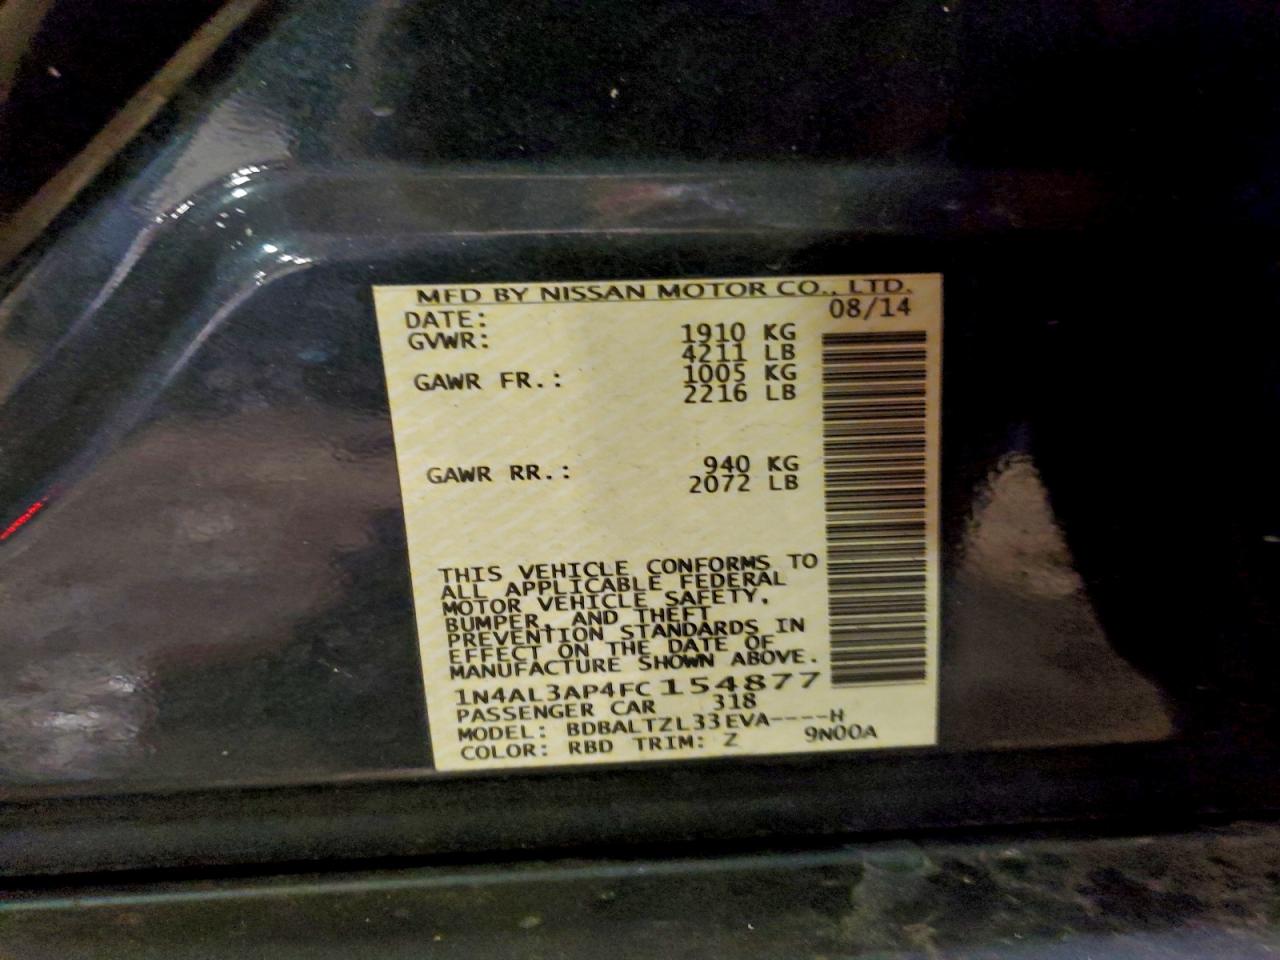 MFD BY NISSAN MOTOR CO., LTD.
DATE: 08/14
GVWR: 1910 KG
4211 LB
GAWR FR.: 1005 KG
2216 LB
GAWR RR.: 940 KG
2072 LB
THIS VEHICLE CONFORMS TO
ALL APPLICABLE FEDERAL
MOTOR VEHICLE SAFETY,
BUMPER, AND THEFT
PREVENTION STANDARDS IN
EFFECT ON THE DATE OF
MANUFACTURE SHOWN ABOVE.
1N4AL3AP4FC154877
PASSENGER CAR 318
MODEL: BDBALTZL33EVA----H
COLOR: RBD TRIM: Z 9N00A